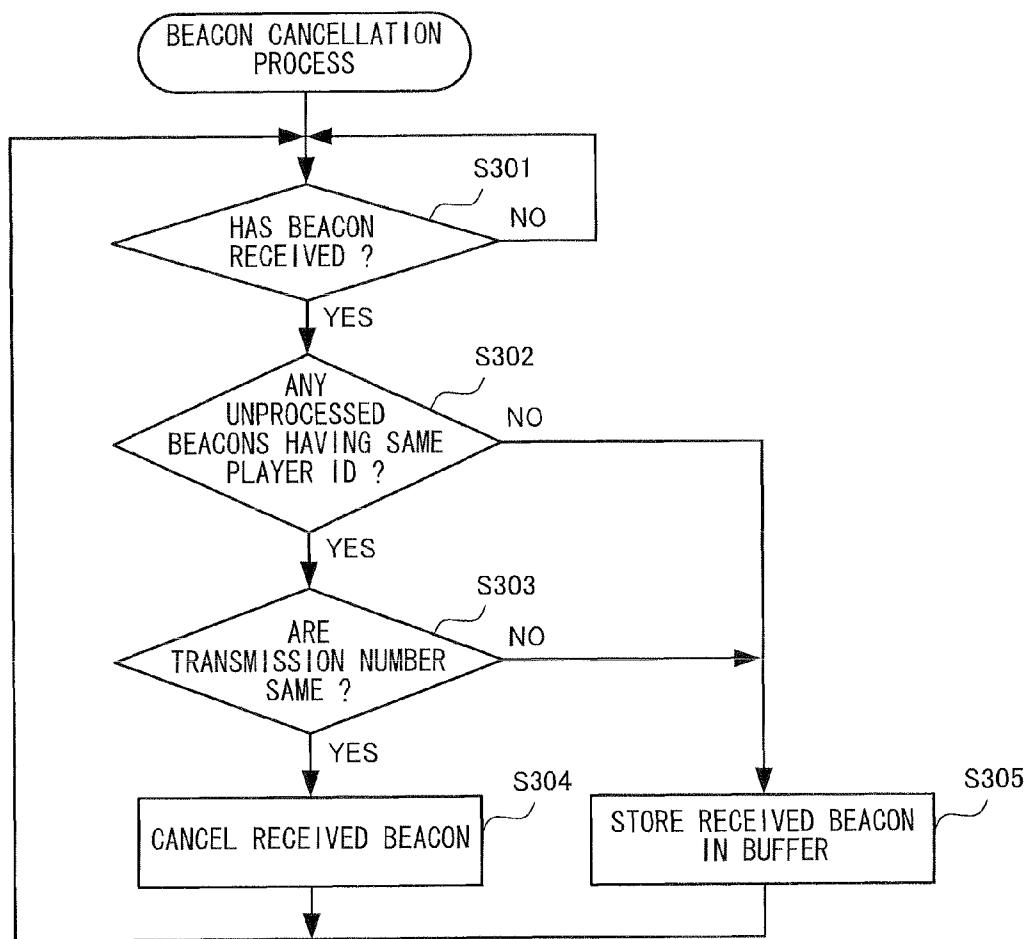 BEACON CANCELLATION
PROCESS
S301
HAS BEACON
RECEIVED ?
NO
YES
S302
ANY
UNPROCESSED
BEACONS HAVING SAME
PLAYER ID ?
NO
YES
S303
ARE
TRANSMISSION NUMBER
SAME ?
NO
YES
S304
CANCEL RECEIVED BEACON
S305
STORE RECEIVED BEACON
IN BUFFER